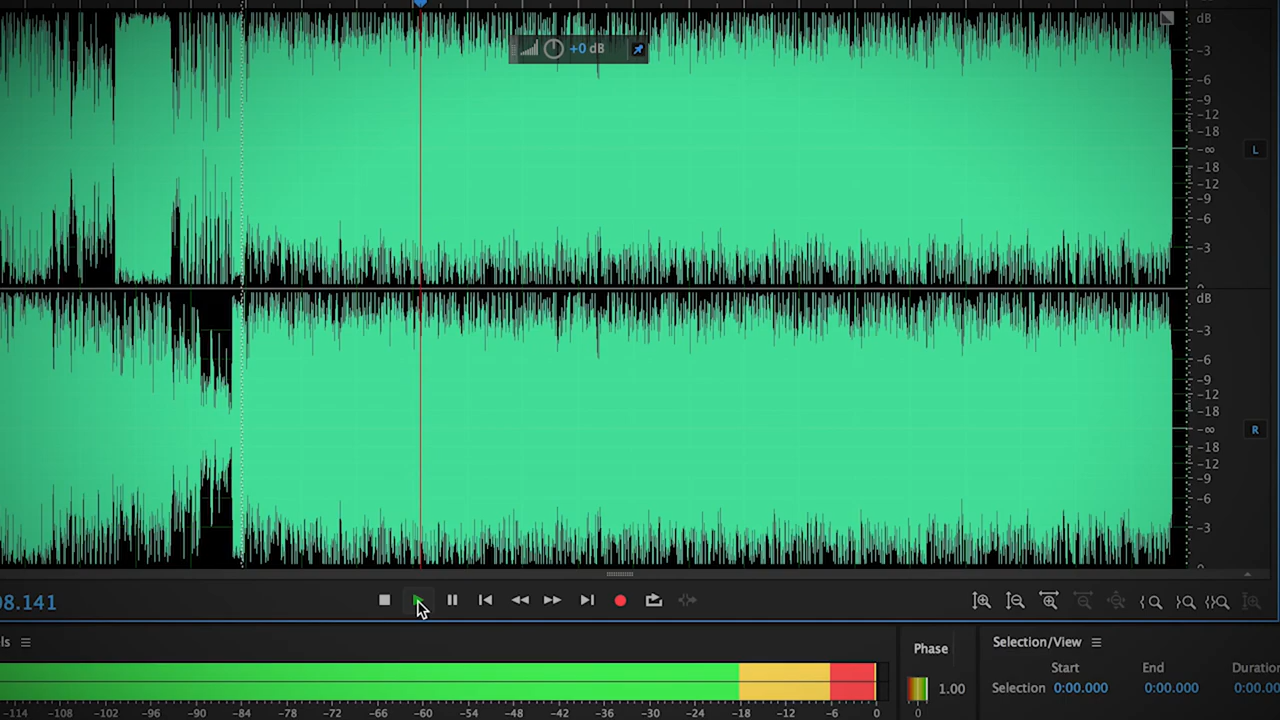 dB
+0 dB
-3
-6
-9
-12
-18
-∞
L
-18
-12
-9
-6
-3
dB
-3
-6
-9
-12
-18
-∞
R
-18
-12
-9
-6
-3
08.141
ls
Phase
Selection/View
Start End Duration
1.00
Selection 0:00.000 0:00.000 0:00.00
-114 -108 -102 -96 -90 -84 -78 -72 -66 -60 -54 -48 -42 -36 -30 -24 -18 -12 -6 0
0